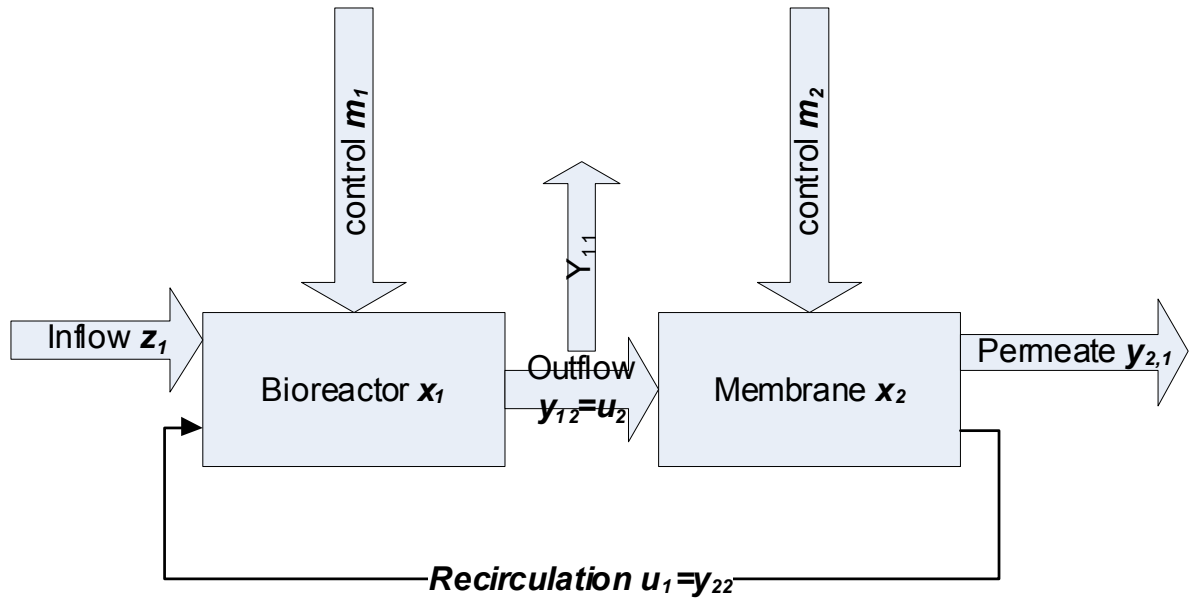 control m₁
control m₂
Y₁₁
Inflow z₁
Bioreactor x₁
Outflow
y₁₂=u₂
Membrane x₂
Permeate y₂,₁
Recirculation u₁=y₂₂